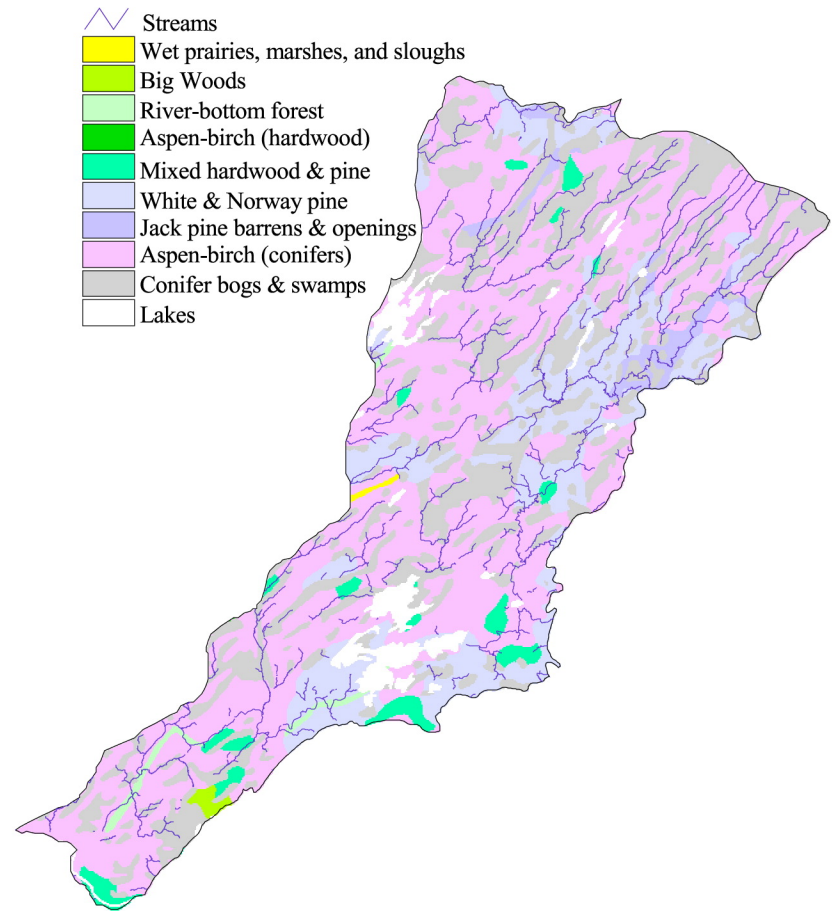 Streams
Wet prairies, marshes, and sloughs
Big Woods
River-bottom forest
Aspen-birch (hardwood)
Mixed hardwood & pine
White & Norway pine
Jack pine barrens & openings
Aspen-birch (conifers)
Conifer bogs & swamps
Lakes